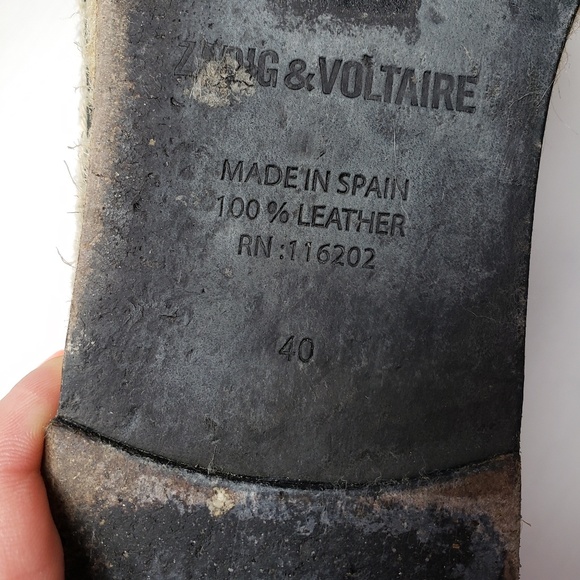 ZADIG & VOLTAIRE
MADE IN SPAIN
100 % LEATHER
RN :116202
40